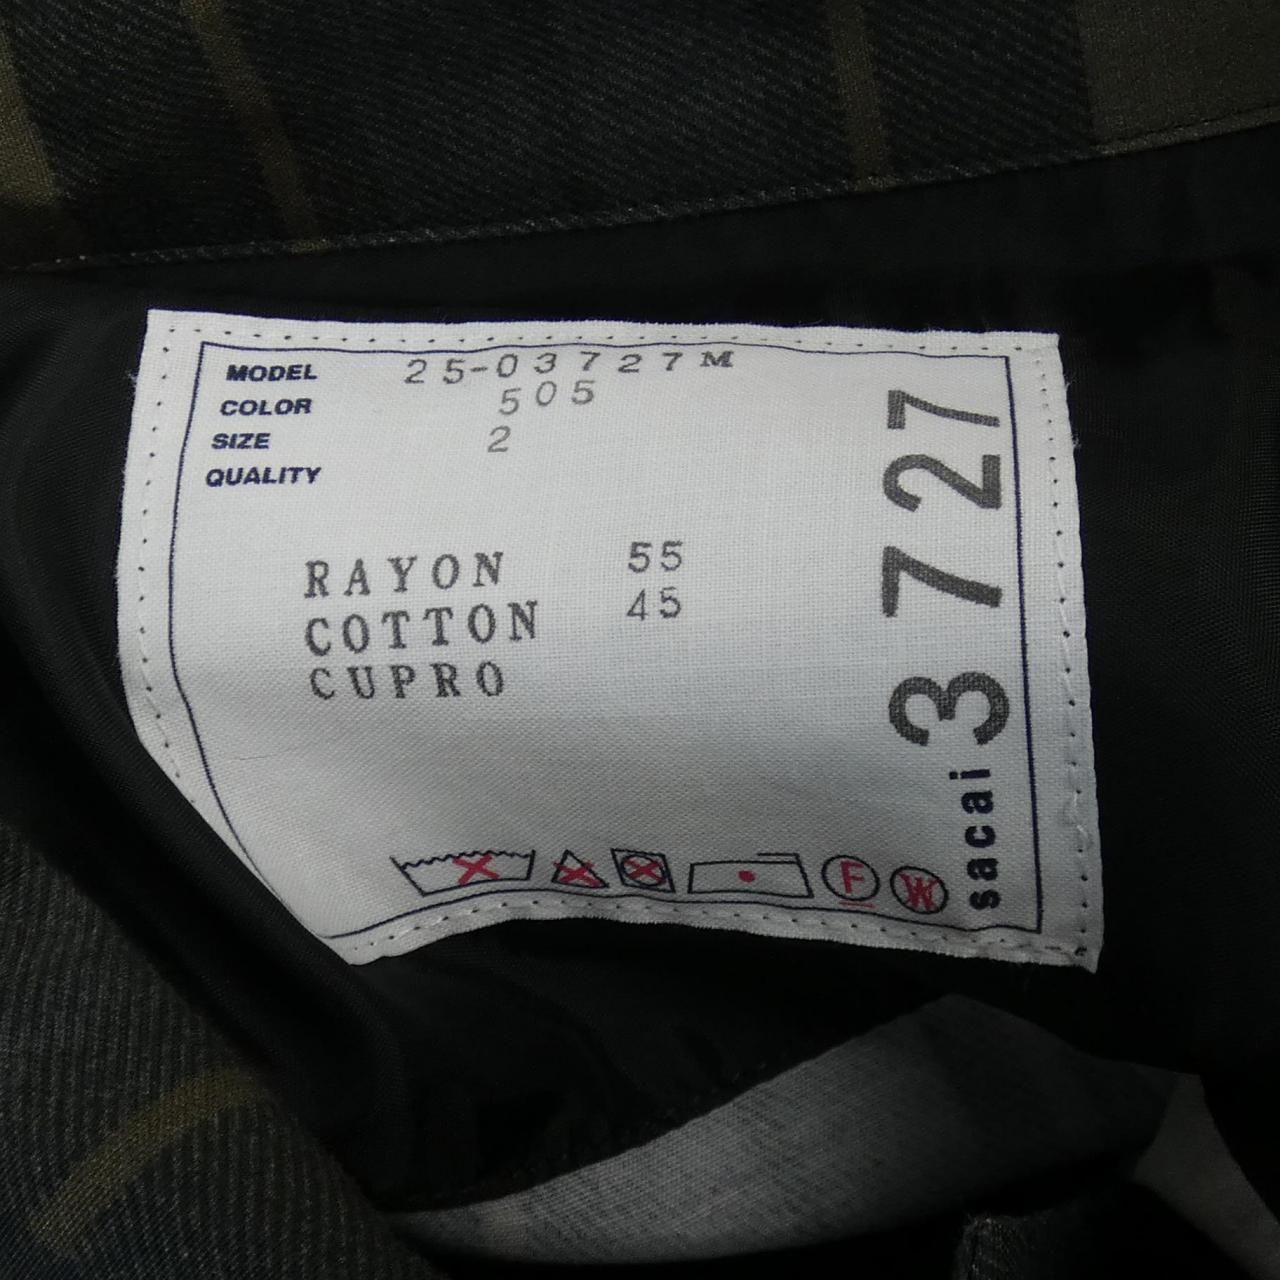 MODEL 25-03727M
COLOR 505
SIZE 2
QUALITY
RAYON 55
COTTON 45
CUPRO
F W
sacai 3727